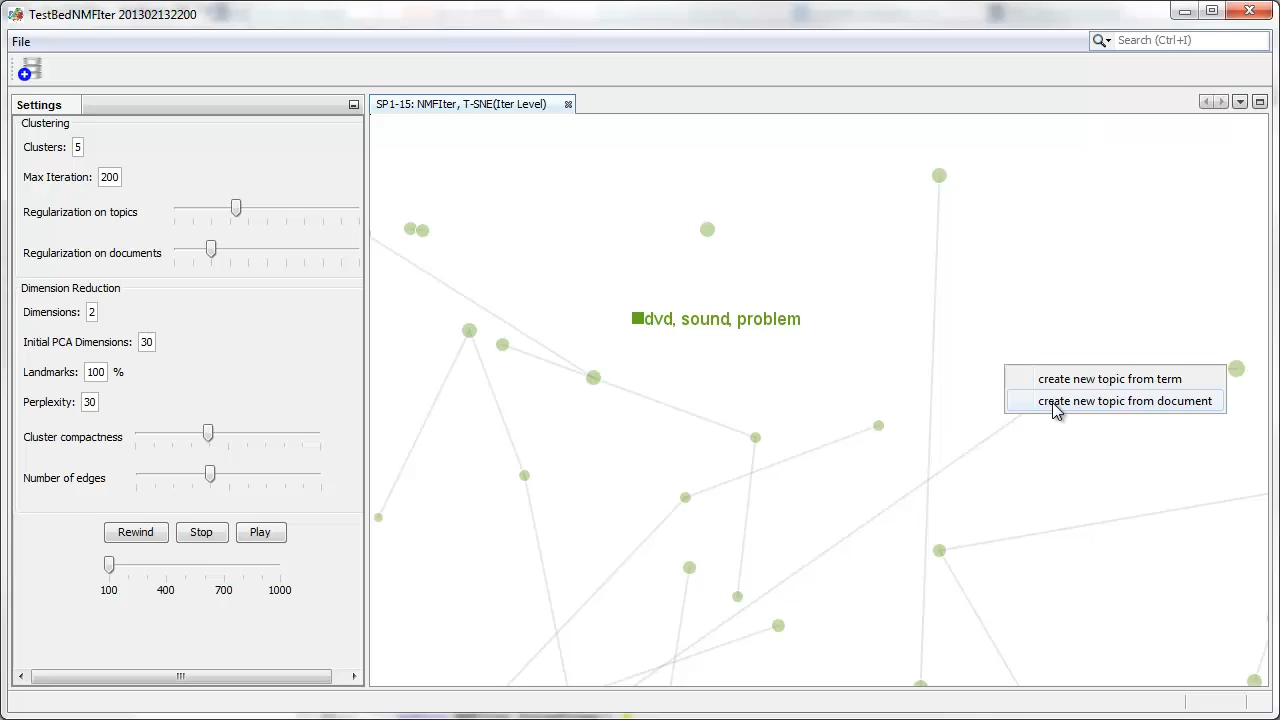 TestBedNMFIter 201302132200
File
Search (Ctrl+I)
Settings
SP1-15: NMFIter, T-SNE(Iter Level)
Clustering
Clusters: 5
Max Iteration: 200
Regularization on topics
Regularization on documents
Dimension Reduction
Dimensions: 2
Initial PCA Dimensions: 30
Landmarks: 100 %
Perplexity: 30
Cluster compactness
Number of edges
Rewind Stop Play
100 400 700 1000
dvd, sound, problem
create new topic from term
create new topic from document